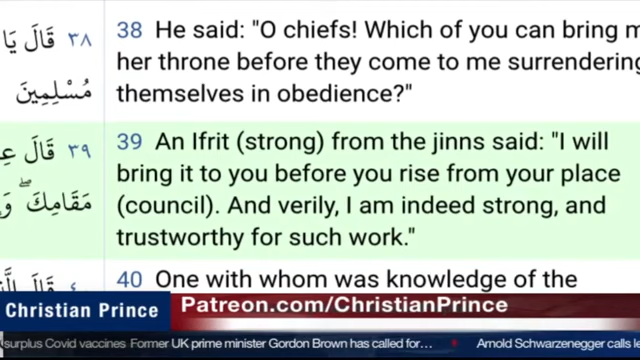 ٣٨ قَالَ يَا
38 He said: "O chiefs! Which of you can bring m
her throne before they come to me surrendering
مُسْلِمِينَ
themselves in obedience?"
٣٩ قَالَ عِ
39 An Ifrit (strong) from the jinns said: "I will
bring it to you before you rise from your place
مَقَامِكَ ۖ وَ
(council). And verily, I am indeed strong, and
trustworthy for such work."
40 One with whom was knowledge of the
Christian Prince
Patreon.com/ChristianPrince
surplus Covid vaccines Former UK prime minister Gordon Brown has called for… Arnold Schwarzenegger calls le